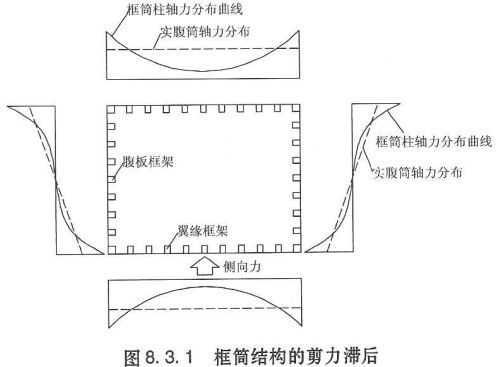 框筒柱轴力分布曲线
实腹筒轴力分布
框筒柱轴力分布曲线
实腹筒轴力分布
腹板框架
翼缘框架
侧向力
图8.3.1 框筒结构的剪力滞后